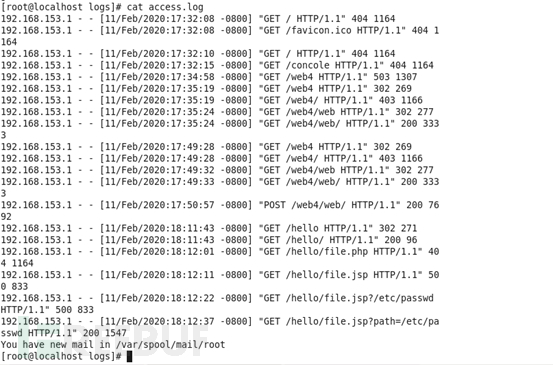 [root@localhost logs]# cat access.log
192.168.153.1 - - [11/Feb/2020:17:32:08 -0800] "GET / HTTP/1.1" 404 1164
192.168.153.1 - - [11/Feb/2020:17:32:08 -0800] "GET /favicon.ico HTTP/1.1" 404 1
164
192.168.153.1 - - [11/Feb/2020:17:32:10 -0800] "GET / HTTP/1.1" 404 1164
192.168.153.1 - - [11/Feb/2020:17:32:15 -0800] "GET /concole HTTP/1.1" 404 1164
192.168.153.1 - - [11/Feb/2020:17:34:58 -0800] "GET /web4 HTTP/1.1" 503 1307
192.168.153.1 - - [11/Feb/2020:17:35:19 -0800] "GET /web4 HTTP/1.1" 302 269
192.168.153.1 - - [11/Feb/2020:17:35:19 -0800] "GET /web4/ HTTP/1.1" 403 1166
192.168.153.1 - - [11/Feb/2020:17:35:24 -0800] "GET /web4/web HTTP/1.1" 302 277
192.168.153.1 - - [11/Feb/2020:17:35:24 -0800] "GET /web4/web/ HTTP/1.1" 200 333
3
192.168.153.1 - - [11/Feb/2020:17:49:28 -0800] "GET /web4 HTTP/1.1" 302 269
192.168.153.1 - - [11/Feb/2020:17:49:28 -0800] "GET /web4/ HTTP/1.1" 403 1166
192.168.153.1 - - [11/Feb/2020:17:49:32 -0800] "GET /web4/web HTTP/1.1" 302 277
192.168.153.1 - - [11/Feb/2020:17:49:33 -0800] "GET /web4/web/ HTTP/1.1" 200 333
3
192.168.153.1 - - [11/Feb/2020:17:50:57 -0800] "POST /web4/web/ HTTP/1.1" 200 76
92
192.168.153.1 - - [11/Feb/2020:18:11:43 -0800] "GET /hello HTTP/1.1" 302 271
192.168.153.1 - - [11/Feb/2020:18:11:43 -0800] "GET /hello/ HTTP/1.1" 200 96
192.168.153.1 - - [11/Feb/2020:18:12:01 -0800] "GET /hello/file.php HTTP/1.1" 40
4 1164
192.168.153.1 - - [11/Feb/2020:18:12:11 -0800] "GET /hello/file.jsp HTTP/1.1" 50
0 833
192.168.153.1 - - [11/Feb/2020:18:12:22 -0800] "GET /hello/file.jsp?/etc/passwd
HTTP/1.1" 500 833
192.168.153.1 - - [11/Feb/2020:18:12:37 -0800] "GET /hello/file.jsp?path=/etc/pa
sswd HTTP/1.1" 200 1547
You have new mail in /var/spool/mail/root
[root@localhost logs]#